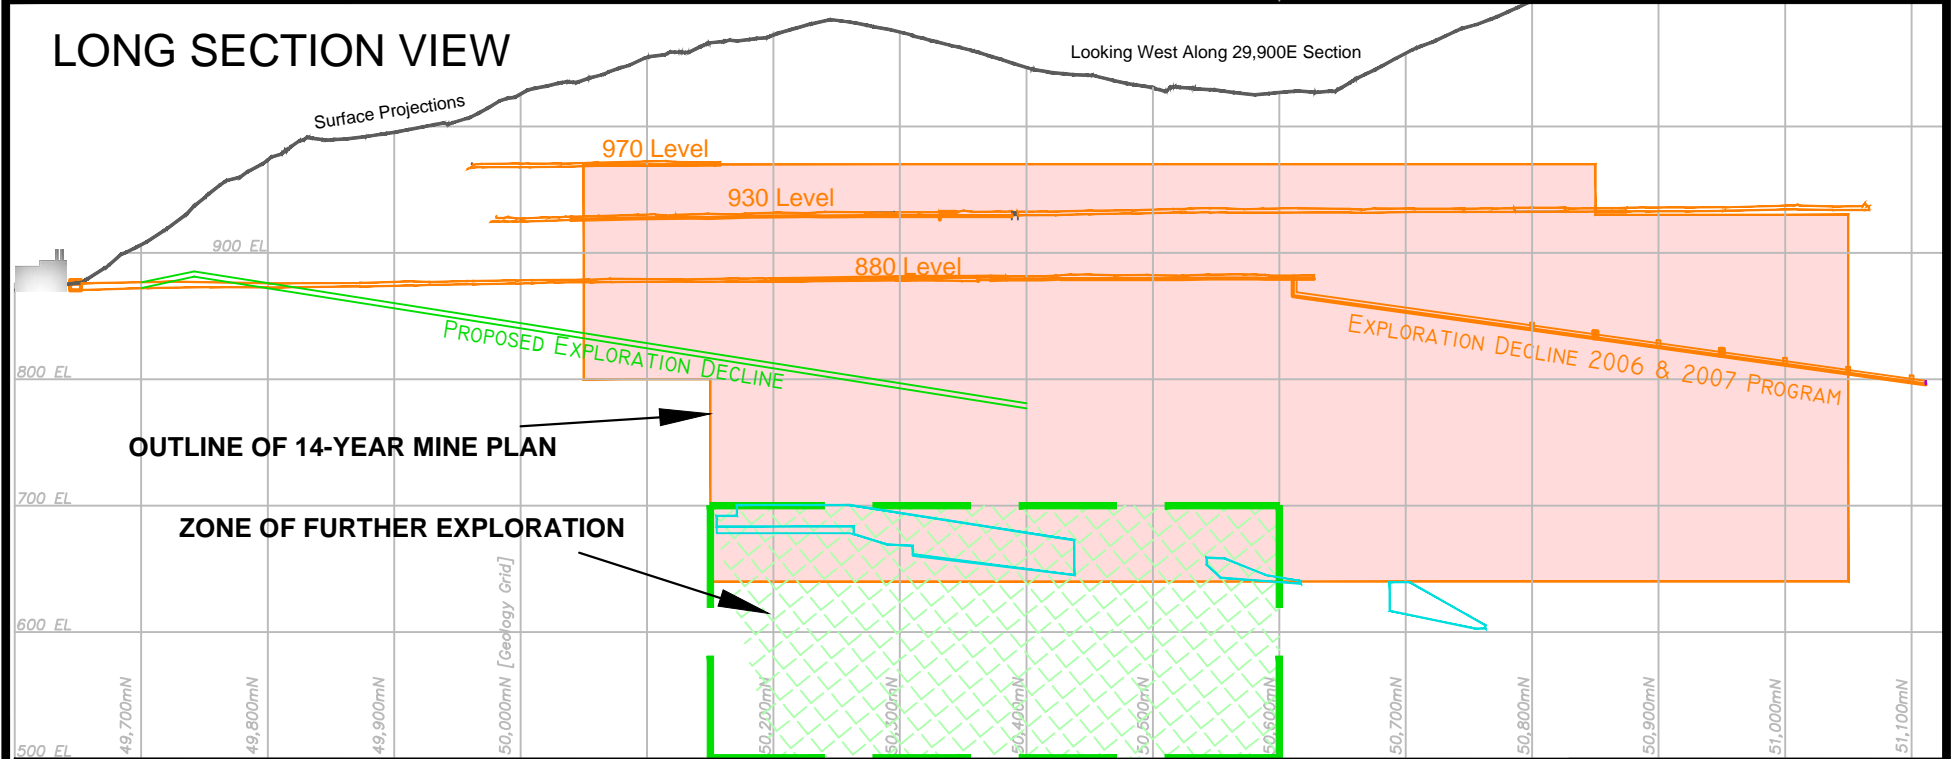 LONG SECTION VIEW
Looking West Along 29,900E Section
Surface Projections
970 Level
930 Level
900 EL
880 Level
PROPOSED EXPLORATION DECLINE
EXPLORATION DECLINE 2006 & 2007 PROGRAM
800 EL
OUTLINE OF 14-YEAR MINE PLAN
700 EL
ZONE OF FURTHER EXPLORATION
600 EL
500 EL
49,700mN
49,800mN
49,900mN
50,000mN [Geology Grid]
50,200mN
50,300mN
50,400mN
50,500mN
50,600mN
50,700mN
50,800mN
50,900mN
51,000mN
51,100mN